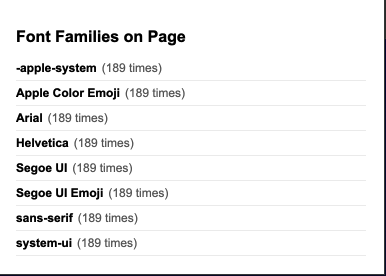 Font Families on Page
-apple-system (189 times)
Apple Color Emoji (189 times)
Arial (189 times)
Helvetica (189 times)
Segoe UI (189 times)
Segoe UI Emoji (189 times)
sans-serif (189 times)
system-ui (189 times)